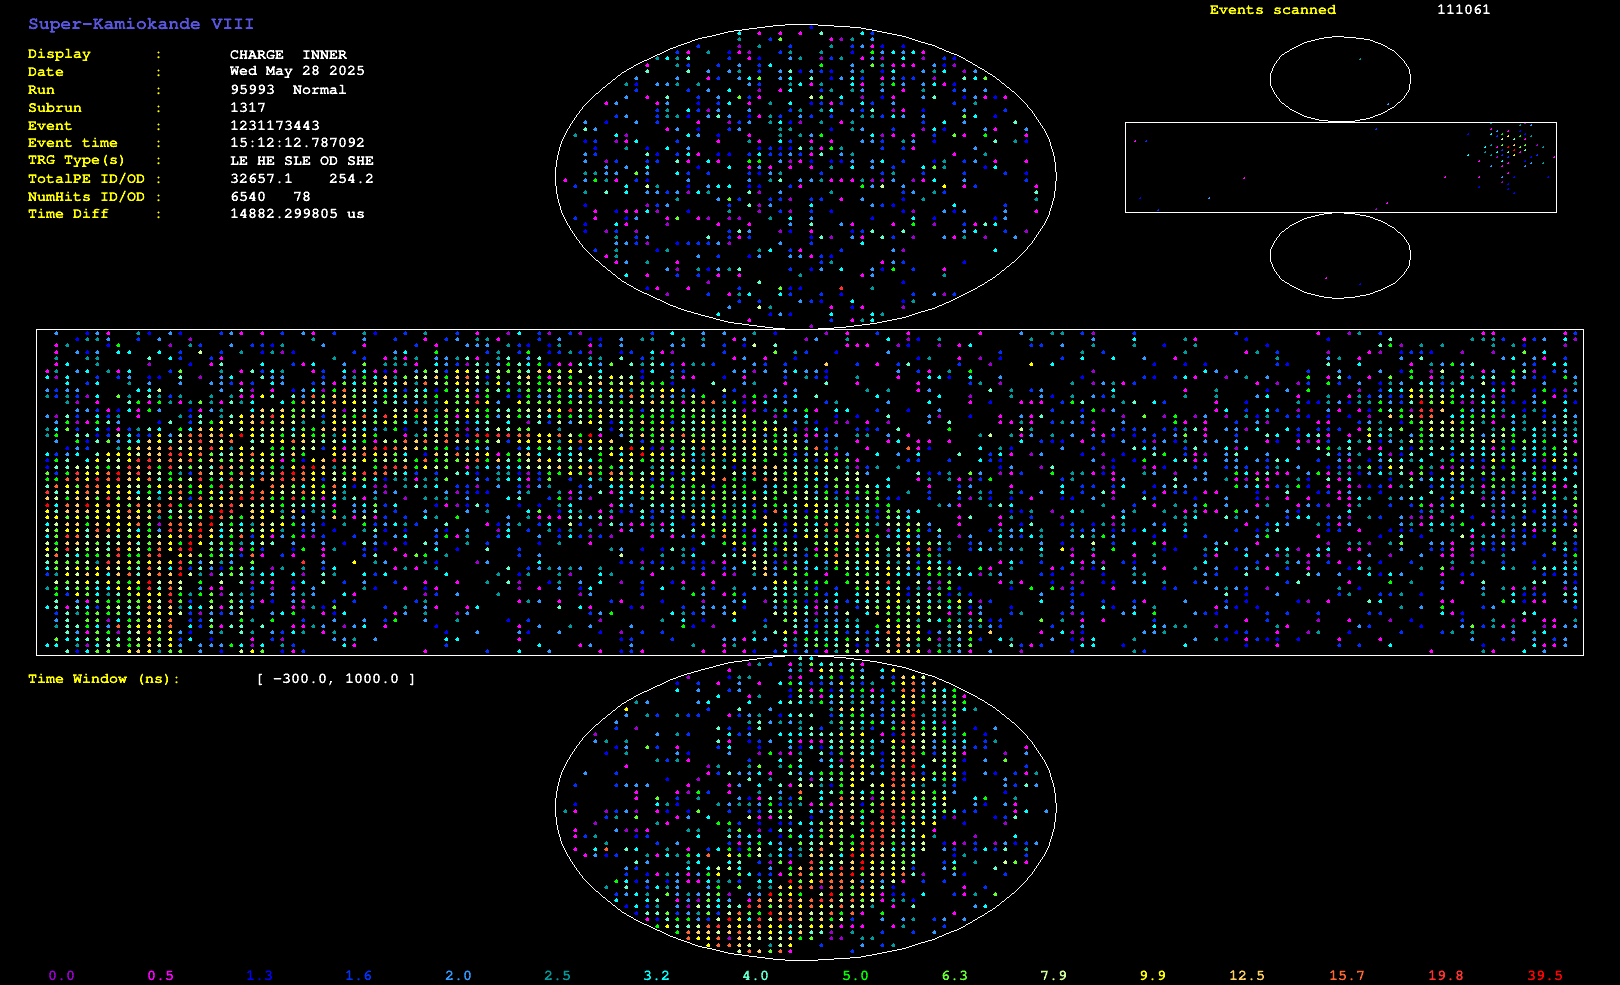 Super-Kamiokande VIII
Events scanned 111061
Display : CHARGE INNER
Date : Wed May 28 2025
Run : 95993 Normal
Subrun : 1317
Event : 1231173443
Event time : 15:12:12.787092
TRG Type(s) : LE HE SLE OD SHE
TotalPE ID/OD : 32657.1 254.2
NumHits ID/OD : 6540 78
Time Diff : 14882.299805 us
Time Window (ns): [ −300.0, 1000.0 ]
0.0 0.5 1.3 1.6 2.0 2.5 3.2 4.0 5.0 6.3 7.9 9.9 12.5 15.7 19.8 39.5